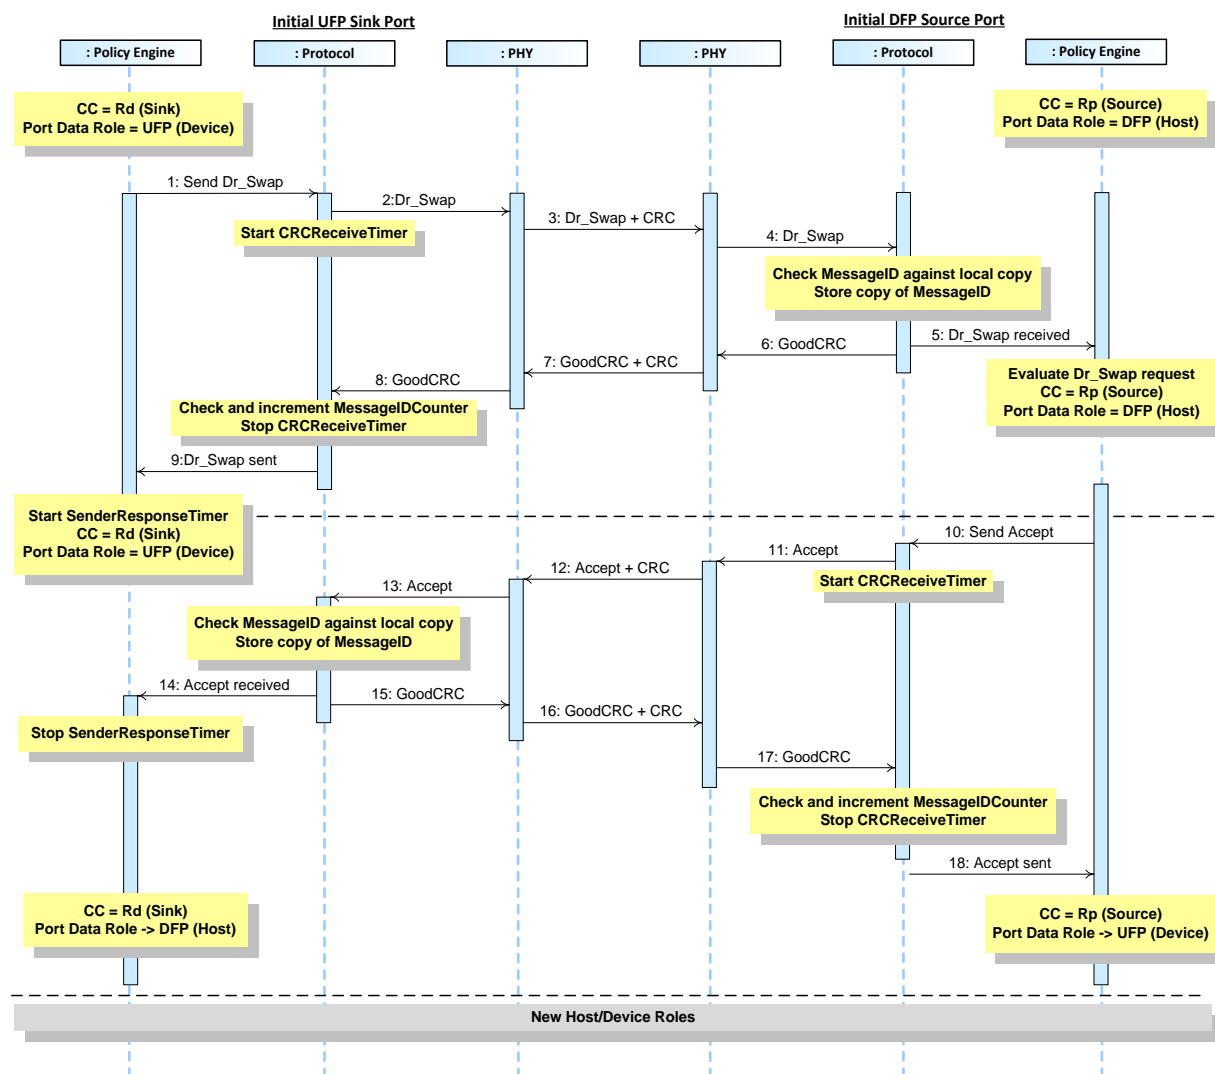 Initial UFP Sink Port
Initial DFP Source Port
: Policy Engine
: Protocol
: PHY
: PHY
: Protocol
: Policy Engine
CC = Rd (Sink)
Port Data Role = UFP (Device)
CC = Rp (Source)
Port Data Role = DFP (Host)
1: Send Dr_Swap
2:Dr_Swap
Start CRCReceiveTimer
3: Dr_Swap + CRC
4: Dr_Swap
Check MessageID against local copy
Store copy of MessageID
5: Dr_Swap received
6: GoodCRC
7: GoodCRC + CRC
8: GoodCRC
Evaluate Dr_Swap request
CC = Rp (Source)
Port Data Role = DFP (Host)
Check and increment MessageIDCounter
Stop CRCReceiveTimer
9:Dr_Swap sent
Start SenderResponseTimer
CC = Rd (Sink)
Port Data Role = UFP (Device)
10: Send Accept
11: Accept
Start CRCReceiveTimer
12: Accept + CRC
13: Accept
Check MessageID against local copy
Store copy of MessageID
14: Accept received
15: GoodCRC
16: GoodCRC + CRC
Stop SenderResponseTimer
17: GoodCRC
Check and increment MessageIDCounter
Stop CRCReceiveTimer
18: Accept sent
CC = Rd (Sink)
Port Data Role -> DFP (Host)
CC = Rp (Source)
Port Data Role -> UFP (Device)
New Host/Device Roles